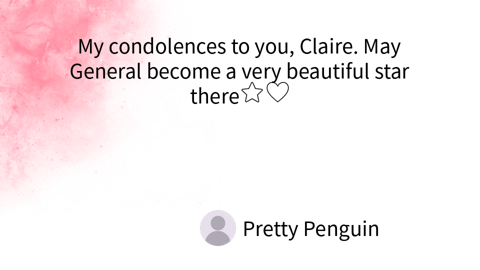 My condolences to you, Claire. May
General become a very beautiful star
there☆♡
Pretty Penguin